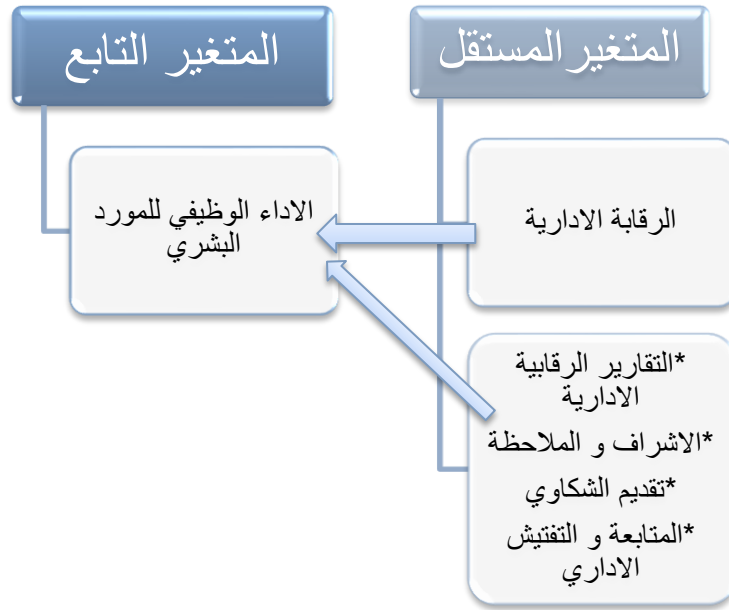 المتغير المستقل
المتغير التابع
الرقابة الادارية
الاداء الوظيفي للمورد
البشري
*التقارير الرقابية
الادارية
*الاشراف و الملاحظة
*تقديم الشكاوي
*المتابعة و التفتيش
الاداري